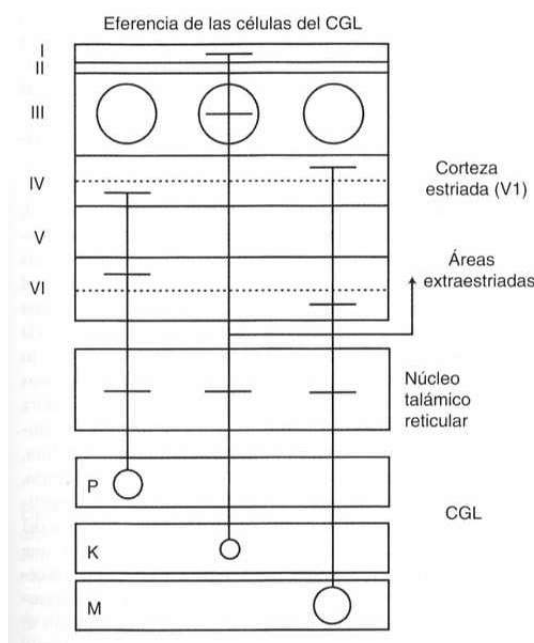 Eferencia de las células del CGL
I
II
III
IV
Corteza
estriada (V1)
V
Áreas
extraestriadas
VI
Núcleo
talámico
reticular
P
CGL
K
M